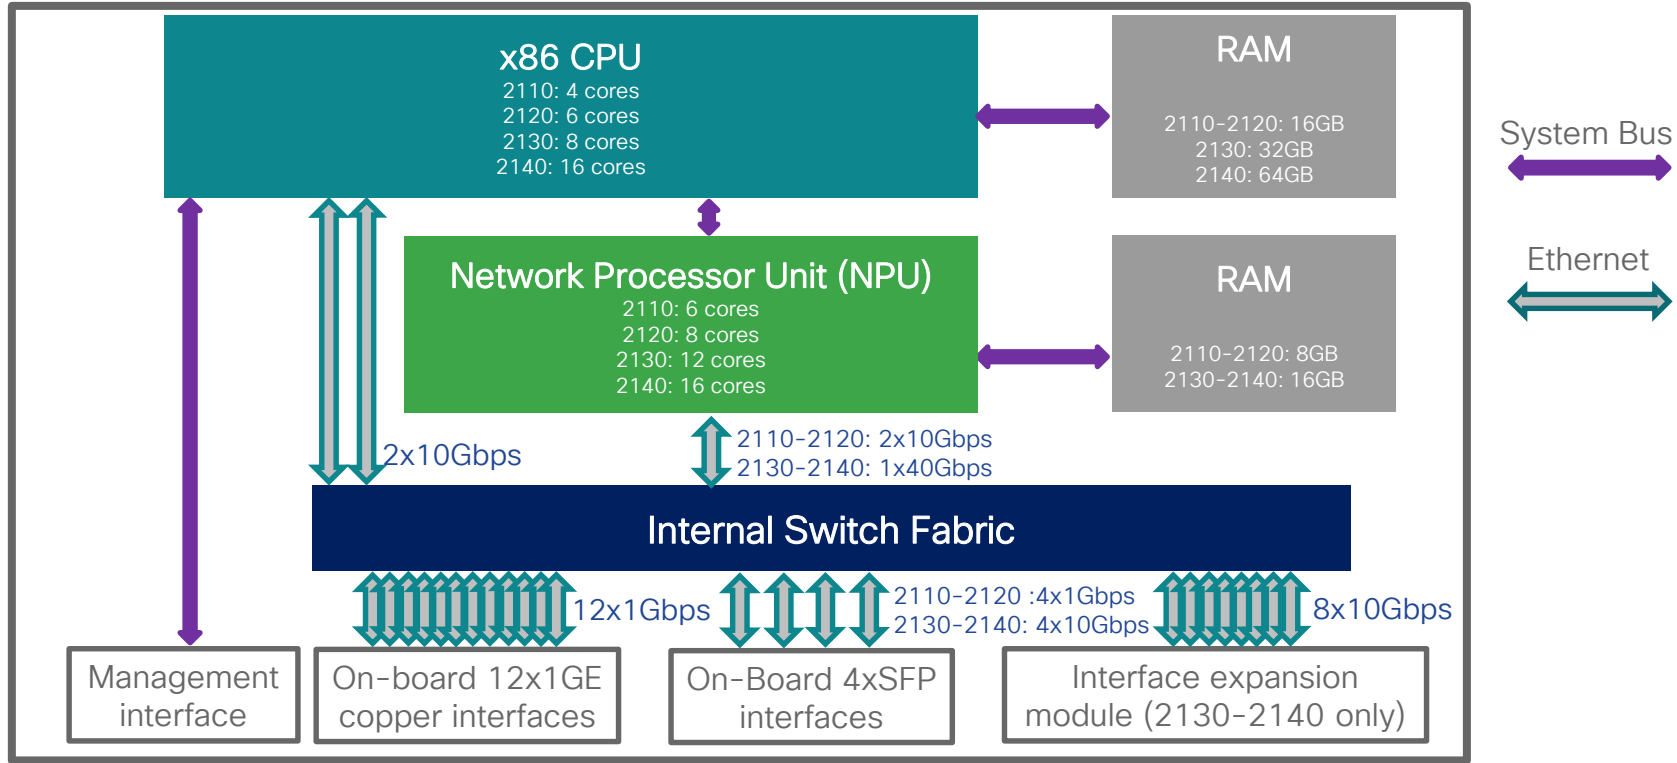 x86 CPU
2110: 4 cores
2120: 6 cores
2130: 8 cores
2140: 16 cores
RAM
2110-2120: 16GB
2130: 32GB
2140: 64GB
System Bus
Ethernet
Network Processor Unit (NPU)
2110: 6 cores
2120: 8 cores
2130: 12 cores
2140: 16 cores
RAM
2110-2120: 8GB
2130-2140: 16GB
2x10Gbps
2110-2120: 2x10Gbps
2130-2140: 1x40Gbps
Internal Switch Fabric
12x1Gbps
2110-2120 :4x1Gbps
2130-2140: 4x10Gbps
8x10Gbps
Management
interface
On-board 12x1GE
copper interfaces
On-Board 4xSFP
interfaces
Interface expansion
module (2130-2140 only)